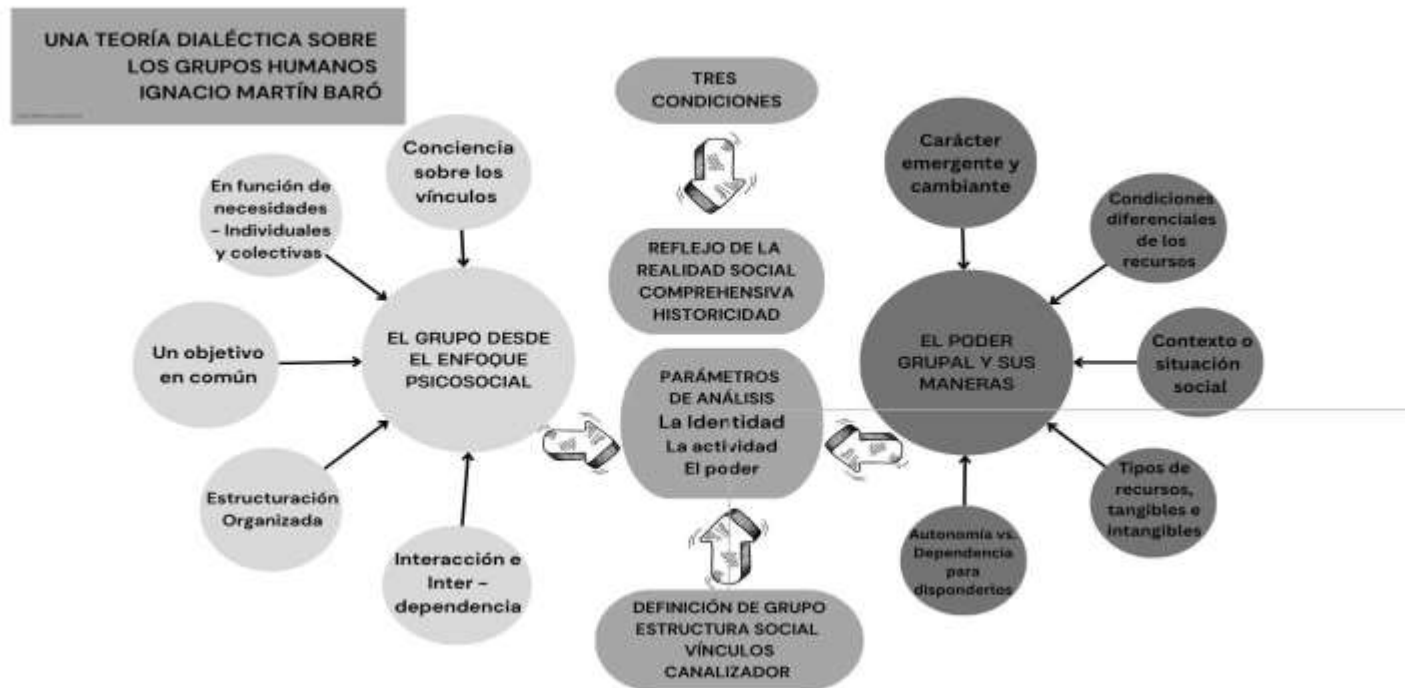 UNA TEORÍA DIALÉCTICA SOBRE
LOS GRUPOS HUMANOS
IGNACIO MARTÍN BARÓ
Conciencia
sobre los
vínculos
En función de
necesidades
– Individuales
y colectivas
Un objetivo
en común
Estructuración
Organizada
Interacción e
Inter –
dependencia
EL GRUPO DESDE
EL ENFOQUE
PSICOSOCIAL
TRES
CONDICIONES
REFLEJO DE LA
REALIDAD SOCIAL
COMPREHENSIVA
HISTORICIDAD
PARÁMETROS
DE ANÁLISIS
La Identidad
La actividad
El poder
DEFINICIÓN DE GRUPO
ESTRUCTURA SOCIAL
VÍNCULOS
CANALIZADOR
Carácter
emergente y
cambiante
Condiciones
diferenciales
de los
recursos
EL PODER
GRUPAL Y SUS
MANERAS
Contexto o
situación
social
Tipos de
recursos,
tangibles e
intangibles
Autonomía vs.
Dependencia
para
disponderlos